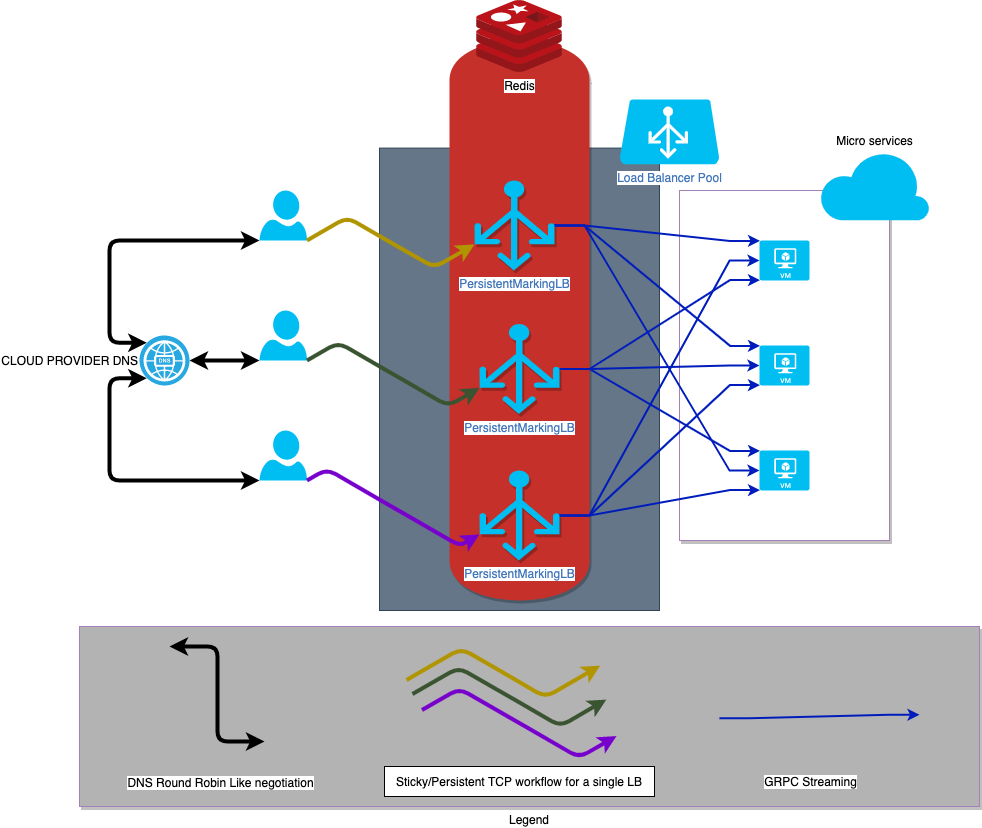 Redis
Micro services
Load Balancer Pool
PersistentMarkingLB
VM
CLOUD PROVIDER DNS
DNS
PersistentMarkingLB
VM
PersistentMarkingLB
VM
DNS Round Robin Like negotiation
Sticky/Persistent TCP workflow for a single LB
GRPC Streaming
Legend